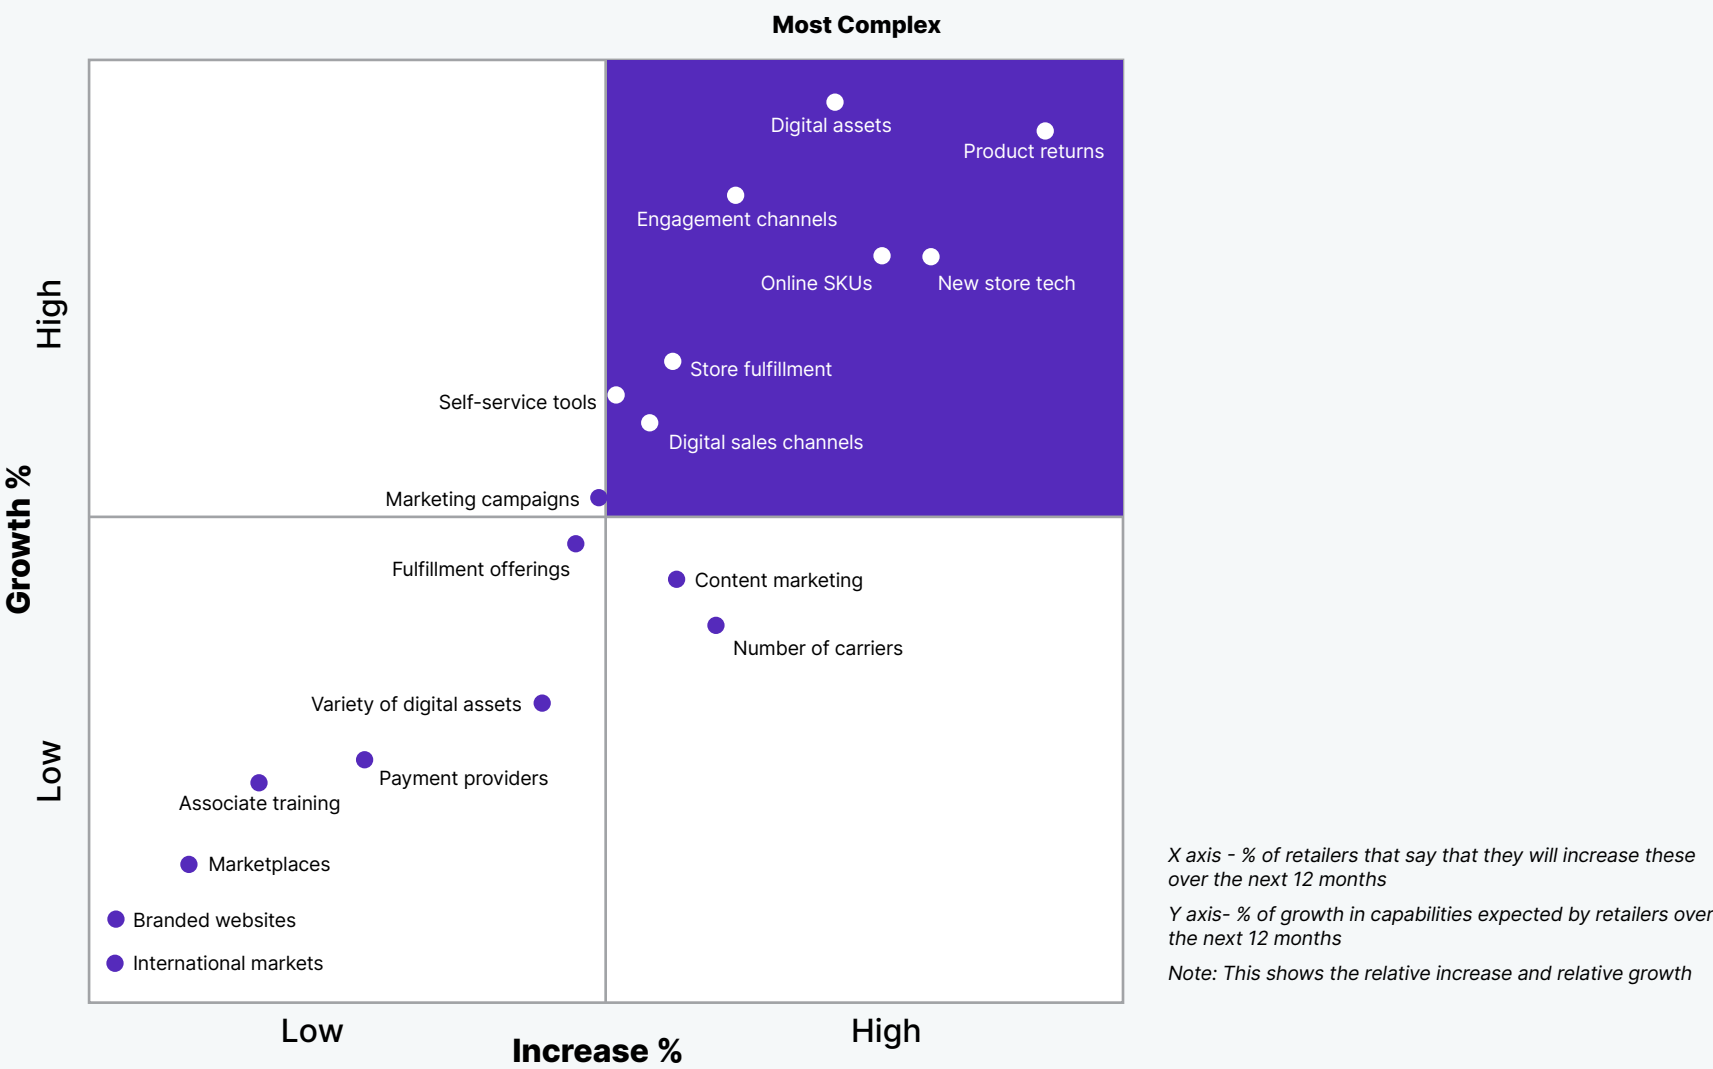 Most Complex
Digital assets
Product returns
Engagement channels
Online SKUs
New store tech
High
Store fulfillment
Self-service tools
Digital sales channels
Marketing campaigns
Growth %
Fulfillment offerings
Content marketing
Number of carriers
Variety of digital assets
Low
Payment providers
Associate training
Marketplaces
Branded websites
International markets
X axis - % of retailers that say that they will increase these
over the next 12 months
Y axis- % of growth in capabilities expected by retailers over
the next 12 months
Note: This shows the relative increase and relative growth
Low
High
Increase %